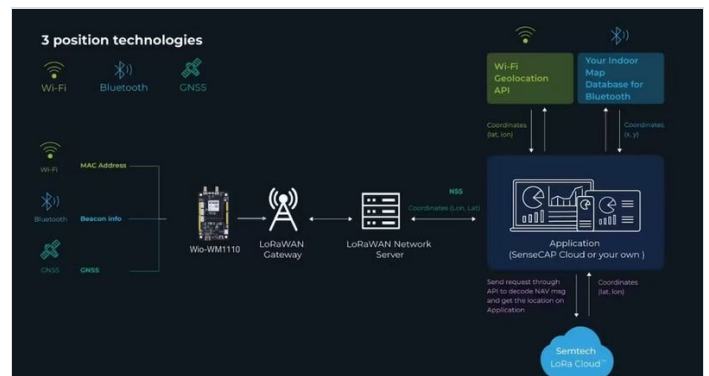 3 position technologies
Wi-Fi
Bluetooth
GNSS
Wi-Fi
MAC Address
Bluetooth
Beacon info
GNSS
GNSS
Wio-WM1110
LoRaWAN
Gateway
LoRaWAN Network
Server
NSS
Coordinates (Lon, Lat)
Wi-Fi
Geolocation
API
Your Indoor
Map
Database for
Bluetooth
Coordinates
(lat, lon)
Coordinates
(x, y)
Application
(SenseCAP Cloud or your own )
Send request through
API to decode NAV msg
and get the location on
Application
Coordinates
(lat, lon)
Semtech
LoRa Cloud™